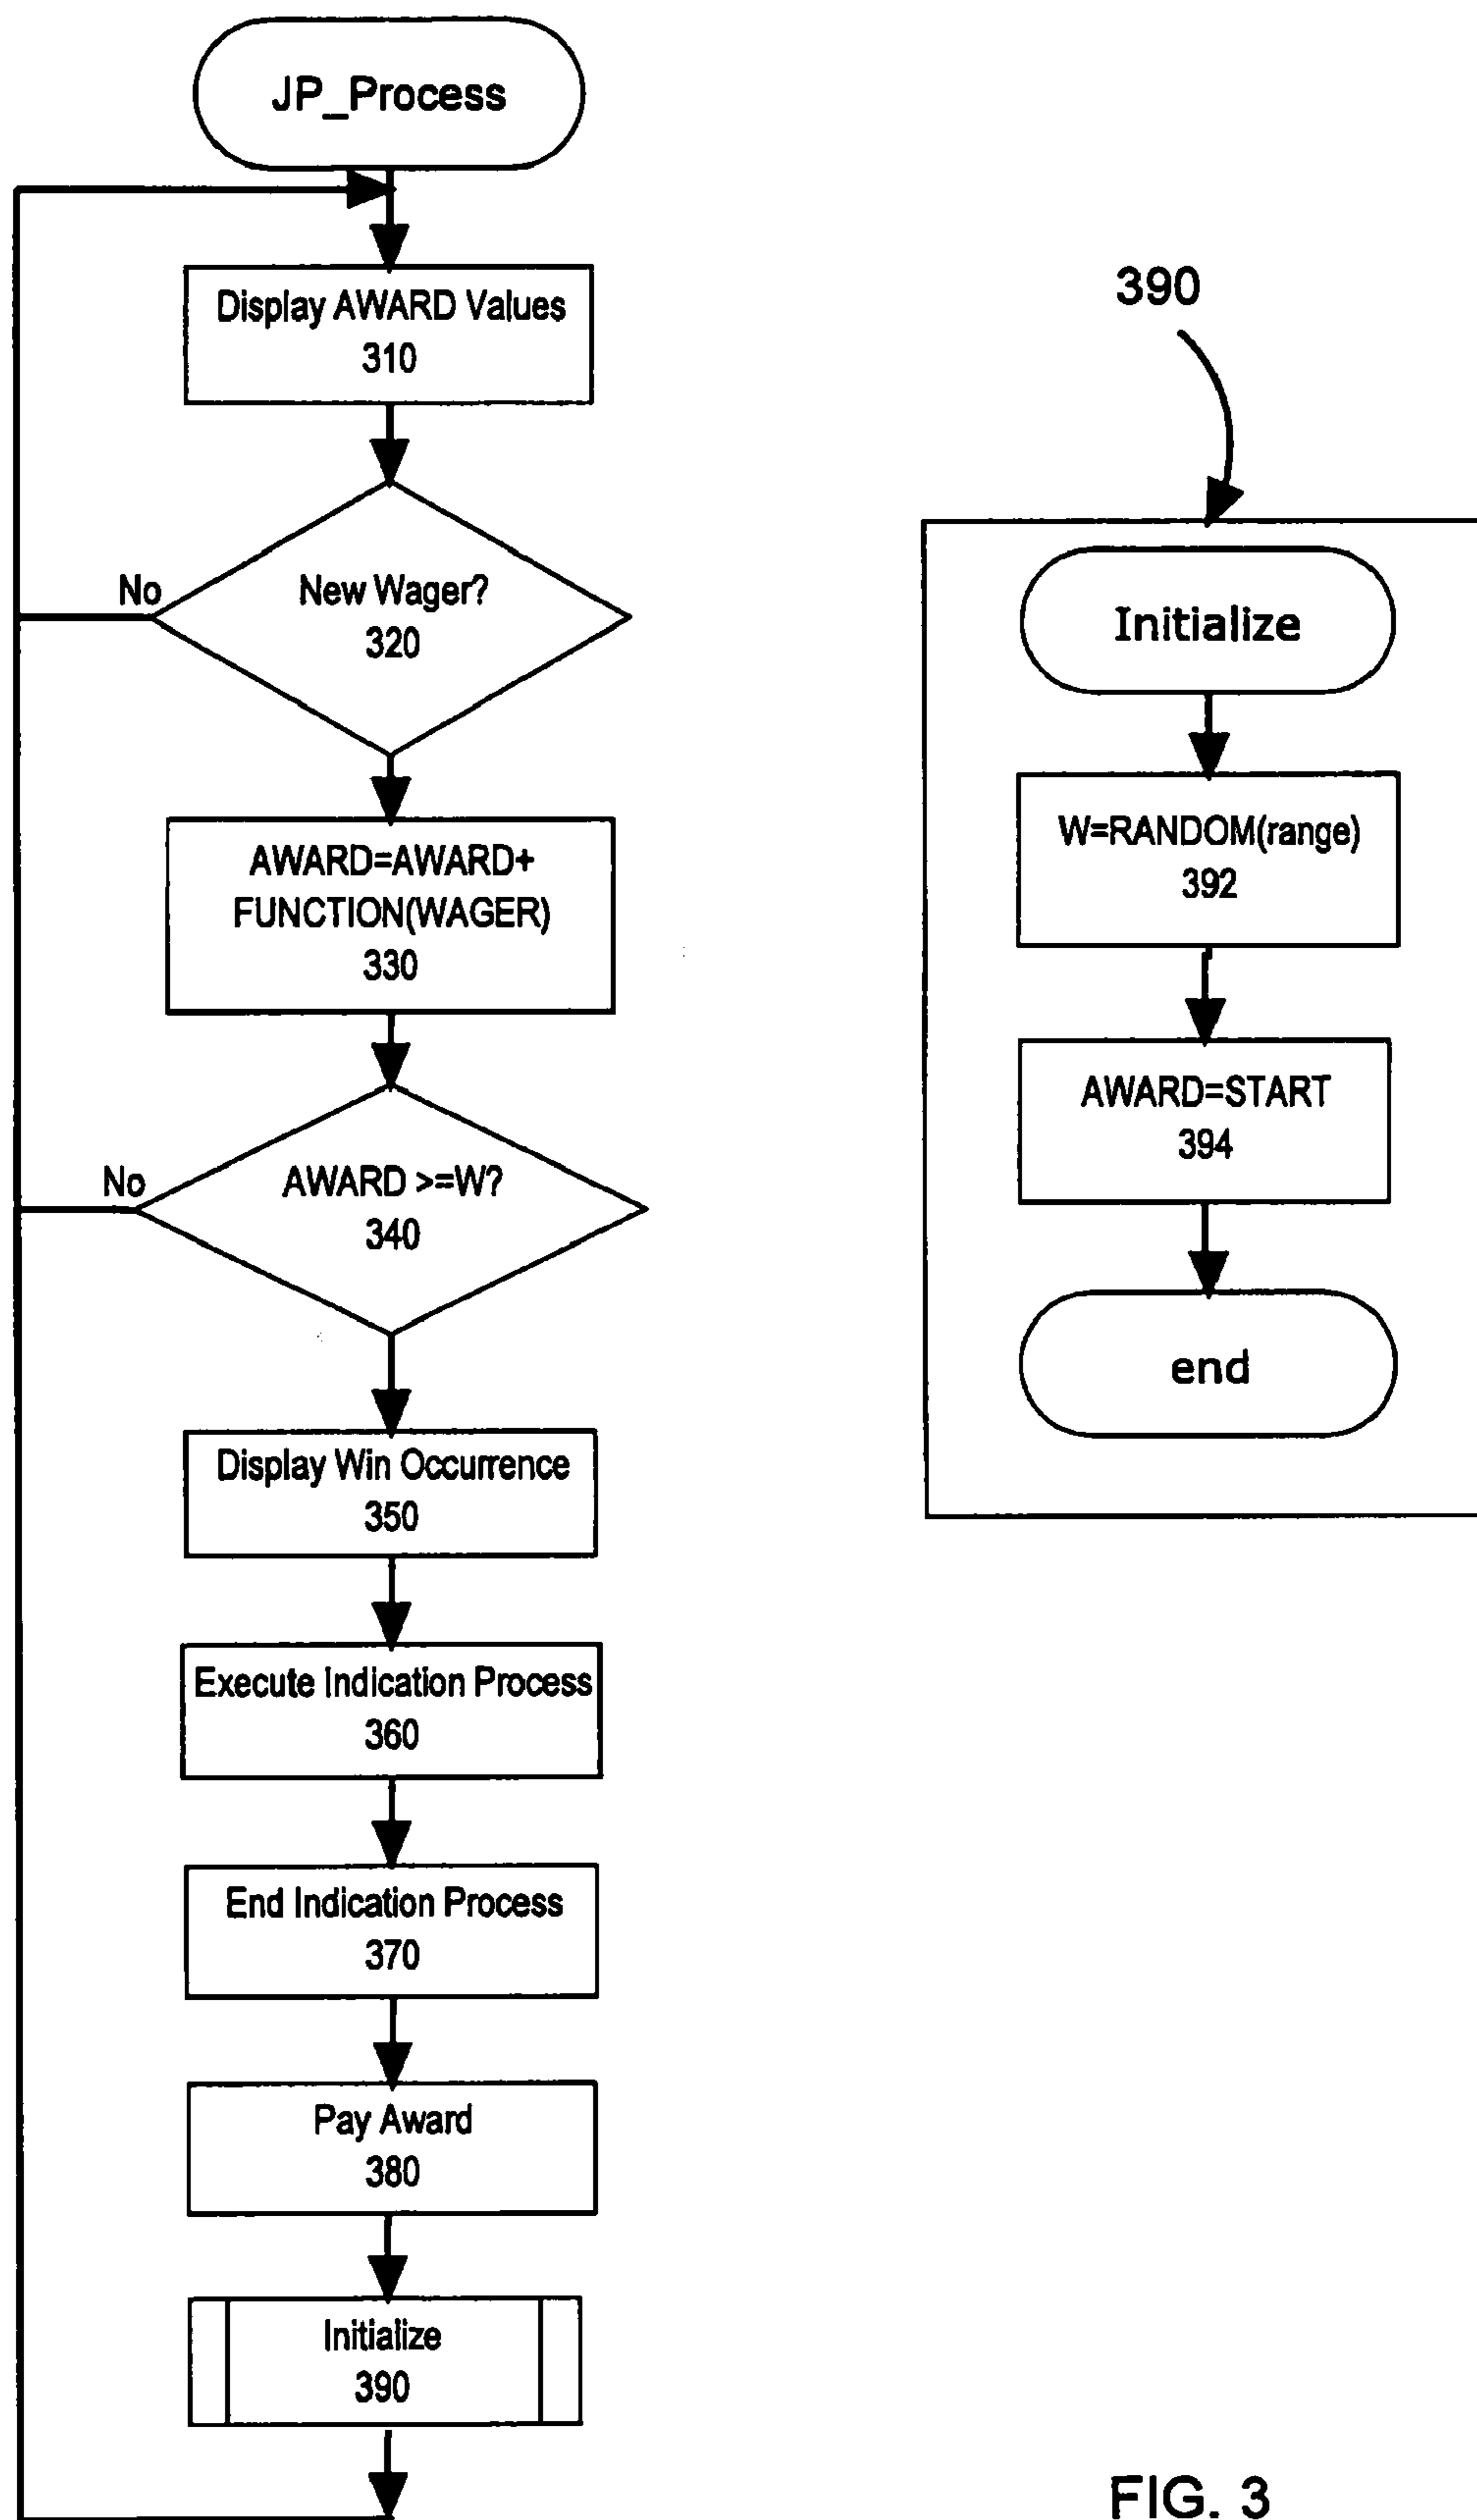 JP_Process
Display AWARD Values
310
No
New Wager?
320
AWARD=AWARD+
FUNCTION(WAGER)
330
No
AWARD >=W?
340
Display Win Occurrence
350
Execute Indication Process
360
End Indication Process
370
Pay Award
380
Initialize
390
390
Initialize
W=RANDOM(range)
392
AWARD=START
394
end
FIG. 3